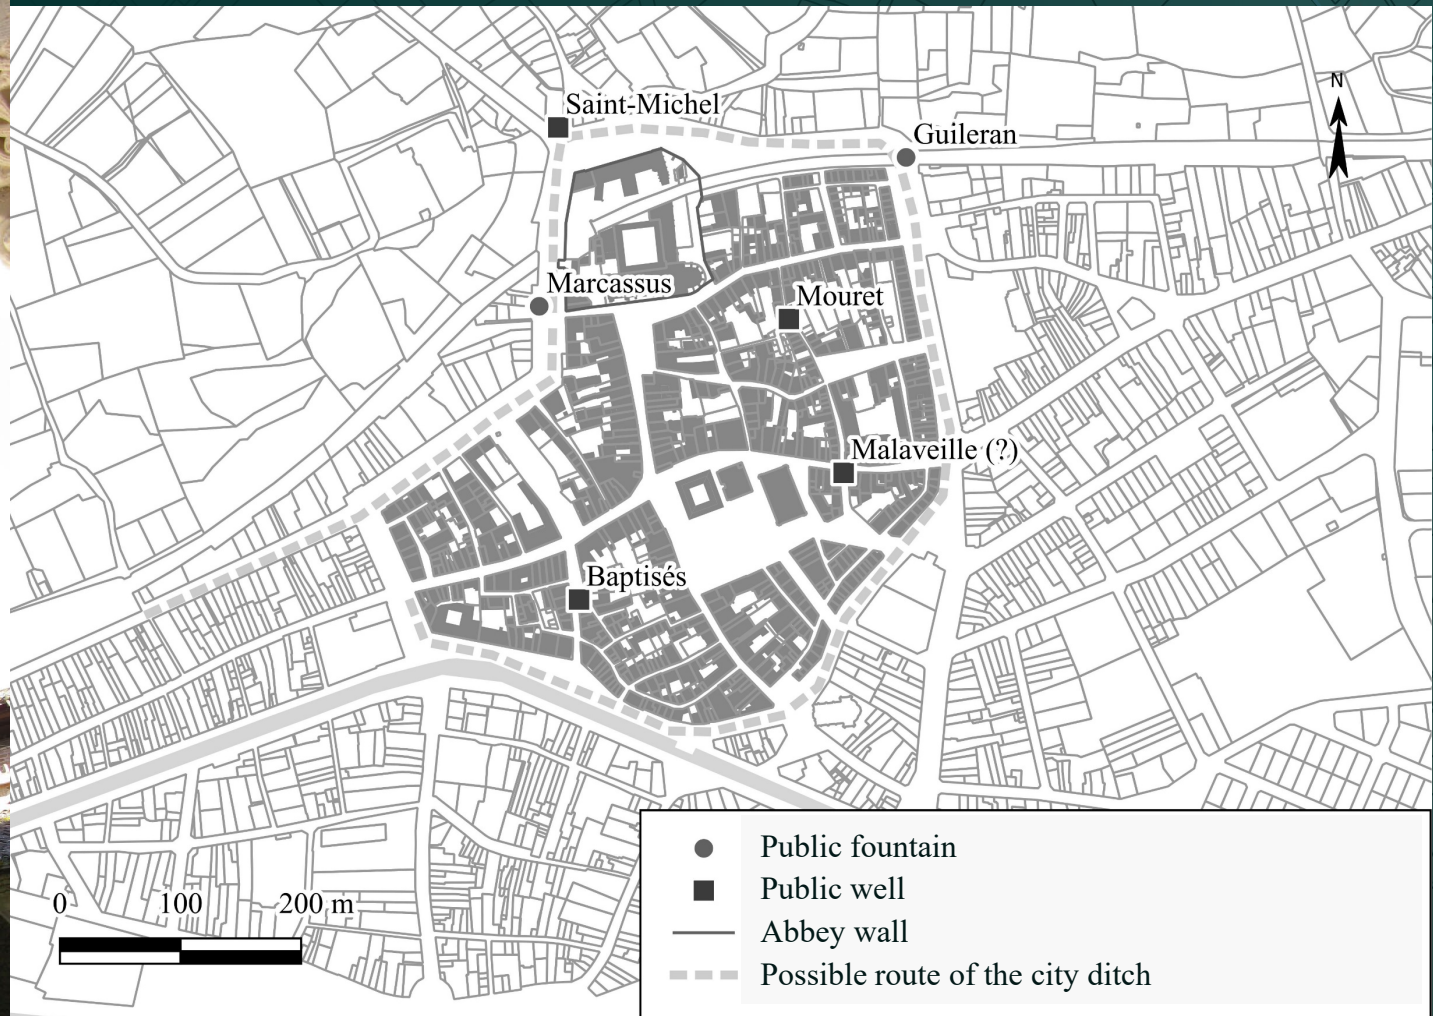 N
Saint-Michel
Guileran
Marcassus
Mouret
Malaveille (?)
Baptisés
Public fountain
Public well
Abbey wall
Possible route of the city ditch
0 100 200 m